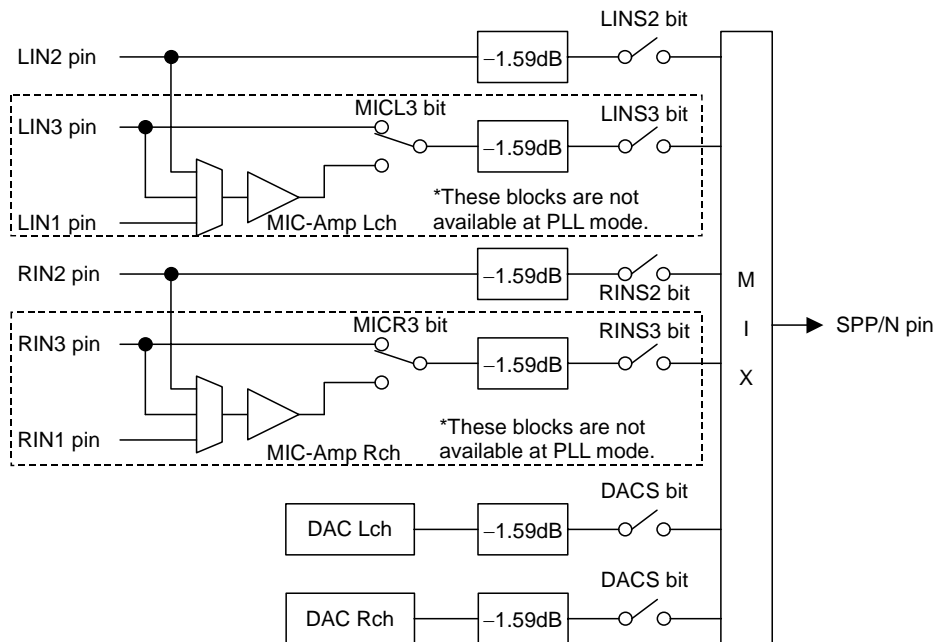 LINS2 bit
LIN2 pin
−1.59dB
MICL3 bit
LINS3 bit
LIN3 pin
−1.59dB
*These blocks are not
available at PLL mode.
LIN1 pin
MIC-Amp Lch
RIN2 pin
−1.59dB
RINS2 bit
M
I
X
MICR3 bit
RINS3 bit
SPP/N pin
RIN3 pin
−1.59dB
*These blocks are not
available at PLL mode.
RIN1 pin
MIC-Amp Rch
DACS bit
DAC Lch
−1.59dB
DACS bit
DAC Rch
−1.59dB